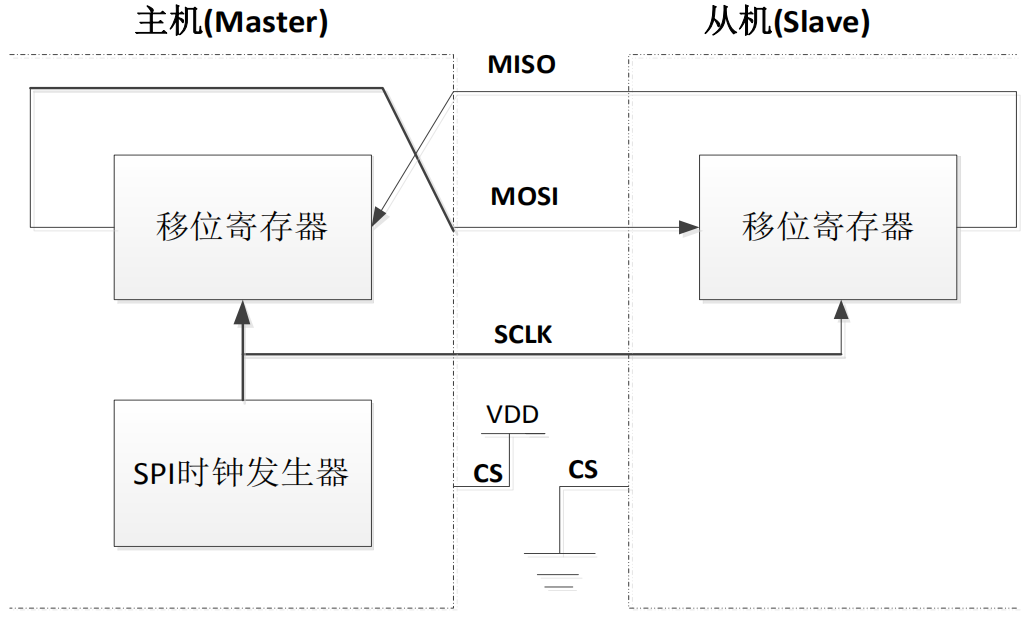 主机(Master)
从机(Slave)
MISO
MOSI
移位寄存器
移位寄存器
SCLK
VDD
CS
CS
SPI时钟发生器